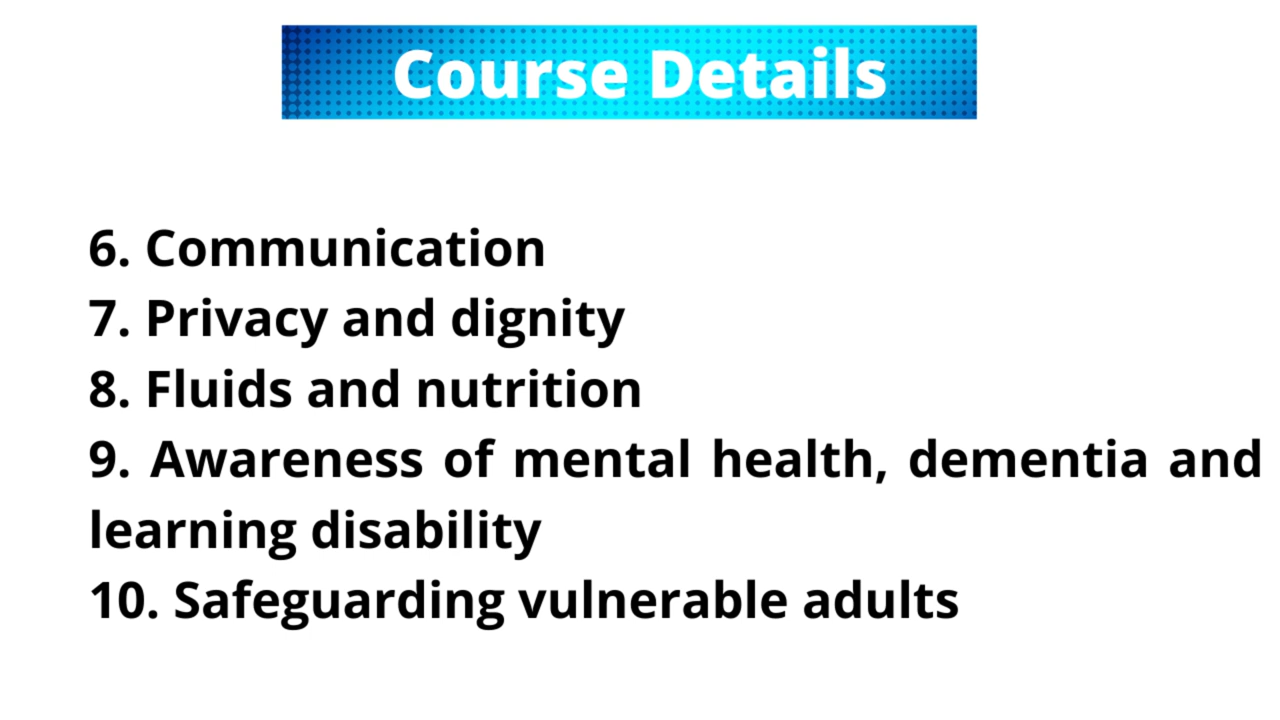 Course Details
6. Communication
7. Privacy and dignity
8. Fluids and nutrition
9. Awareness of mental health, dementia and
learning disability
10. Safeguarding vulnerable adults